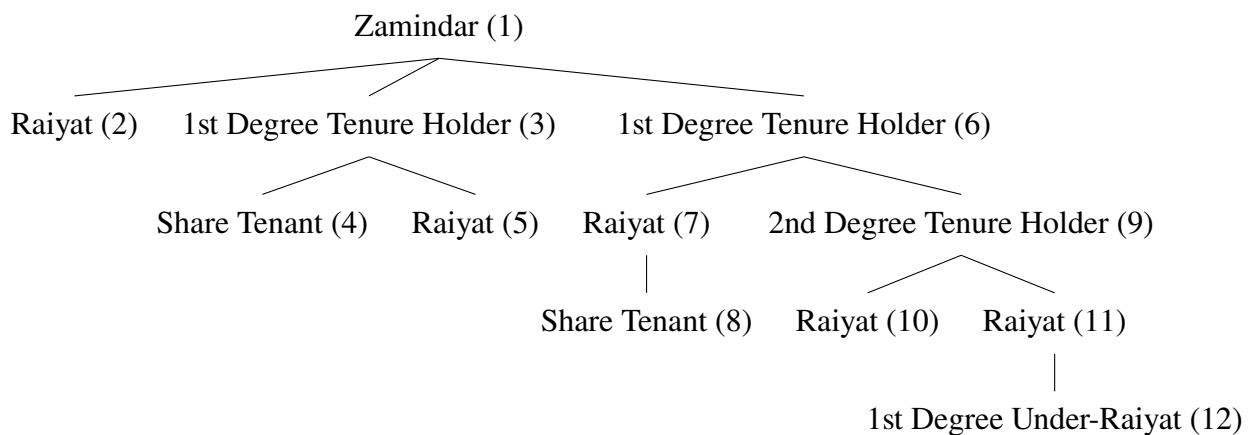 Zamindar (1)
Raiyat (2) 1st Degree Tenure Holder (3) 1st Degree Tenure Holder (6)
Share Tenant (4) Raiyat (5) Raiyat (7) 2nd Degree Tenure Holder (9)
Share Tenant (8) Raiyat (10) Raiyat (11)
1st Degree Under-Raiyat (12)